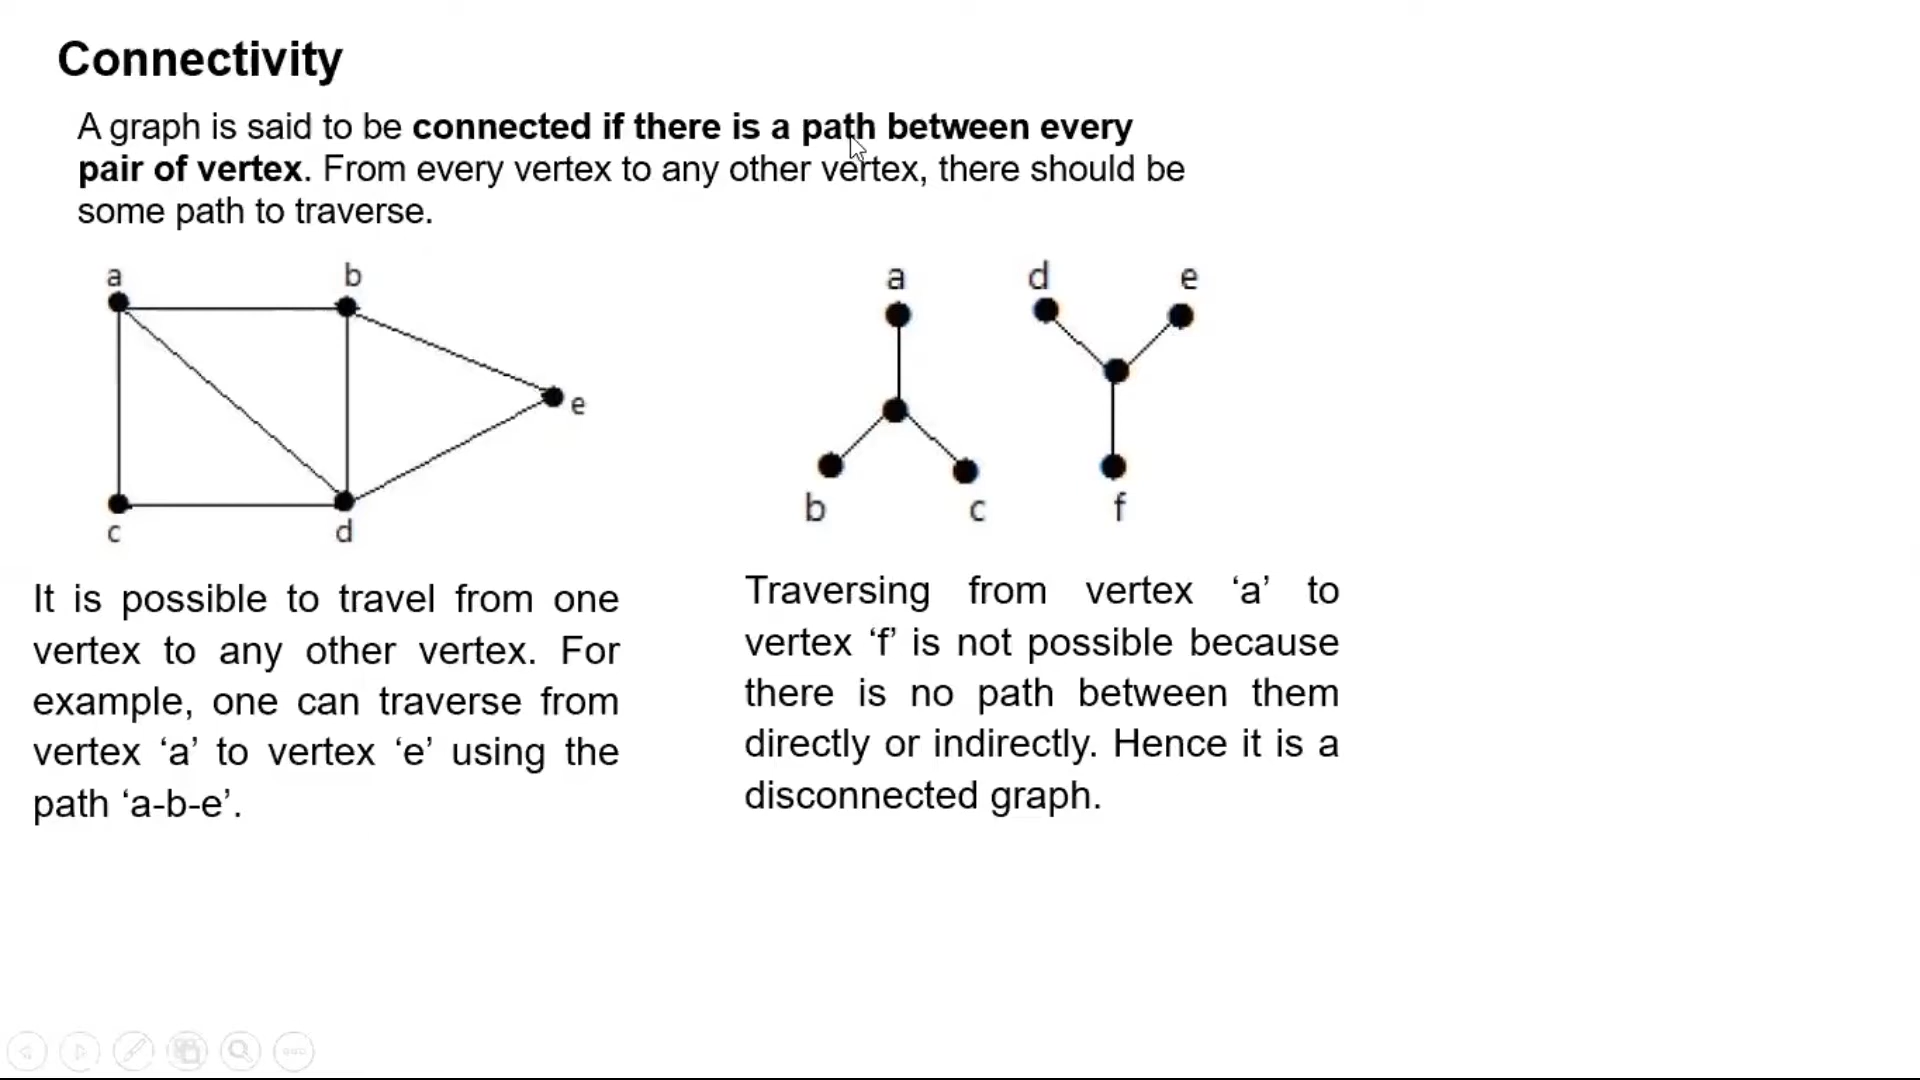 Connectivity
A graph is said to be connected if there is a path between every
pair of vertex. From every vertex to any other vertex, there should be
some path to traverse.
a b
e
c d
a d e
b c f
It is possible to travel from one
vertex to any other vertex. For
example, one can traverse from
vertex ‘a’ to vertex ‘e’ using the
path ‘a-b-e’.
Traversing from vertex ‘a’ to
vertex ‘f’ is not possible because
there is no path between them
directly or indirectly. Hence it is a
disconnected graph.